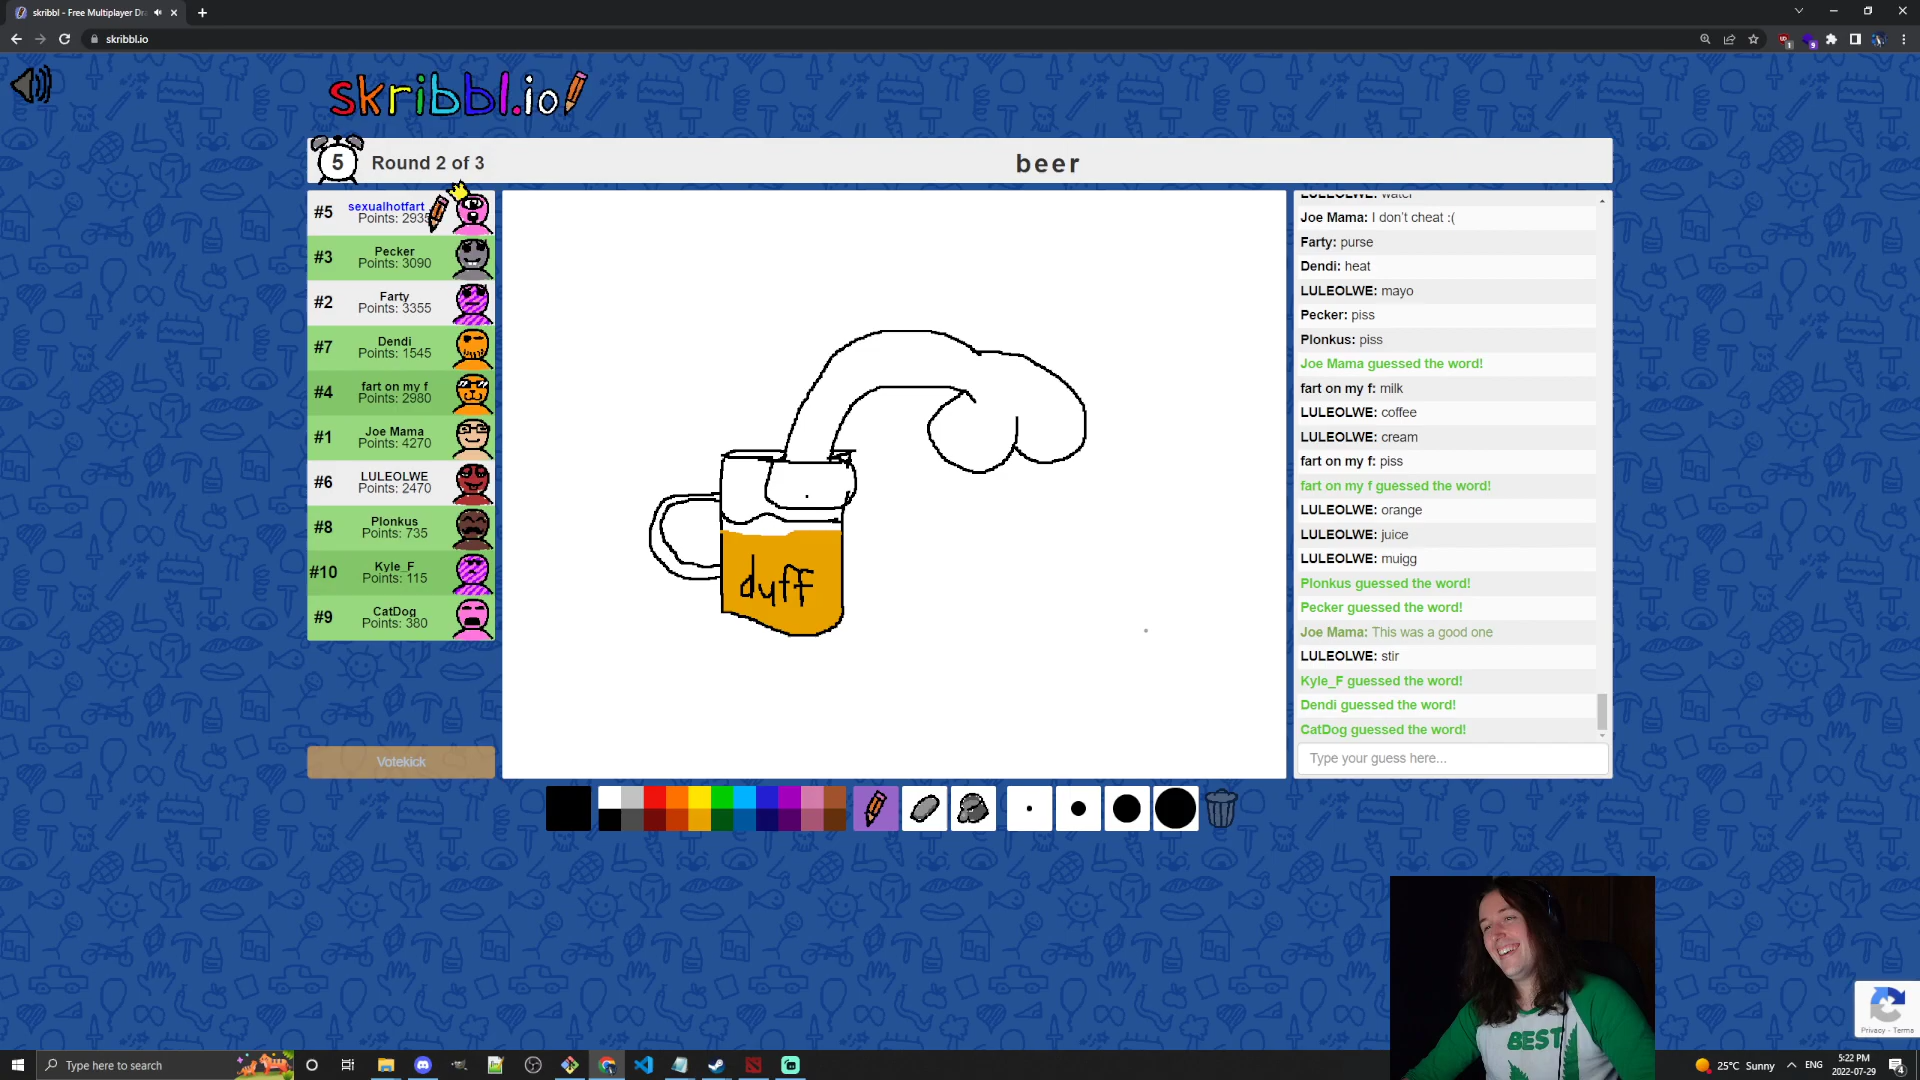 skribbl - Free Multiplayer Dr
skribbl.io
skribbl.io
5
Round 2 of 3
beer
#5
sexualhotfart
Points: 2935
#3
Pecker
Points: 3090
#2
Farty
Points: 3355
#7
Dendi
Points: 1545
#4
fart on my f
Points: 2980
#1
Joe Mama
Points: 4270
#6
LULEOLWE
Points: 2470
#8
Plonkus
Points: 735
#10
Kyle_F
Points: 115
#9
CatDog
Points: 380
Votekick
duff
LULEOLWE: water
Joe Mama: I don't cheat :(
Farty: purse
Dendi: heat
LULEOLWE: mayo
Pecker: piss
Plonkus: piss
Joe Mama guessed the word!
fart on my f: milk
LULEOLWE: coffee
LULEOLWE: cream
fart on my f: piss
fart on my f guessed the word!
LULEOLWE: orange
LULEOLWE: juice
LULEOLWE: muigg
Plonkus guessed the word!
Pecker guessed the word!
Joe Mama: This was a good one
LULEOLWE: stir
Kyle_F guessed the word!
Dendi guessed the word!
CatDog guessed the word!
Type your guess here...
BEST
Privacy - Terms
Type here to search
25°C Sunny
ENG
5:22 PM
2022-07-29
4